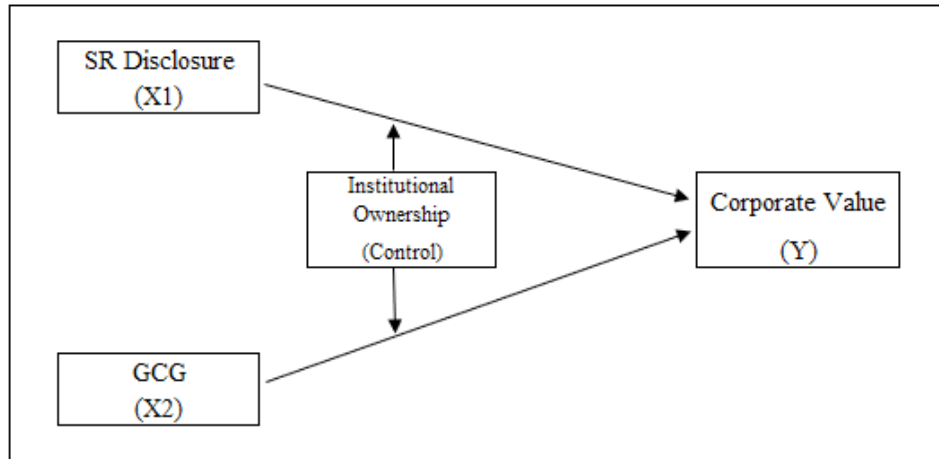 SR Disclosure
(X1)
Institutional
Ownership
(Control)
Corporate Value
(Y)
GCG
(X2)